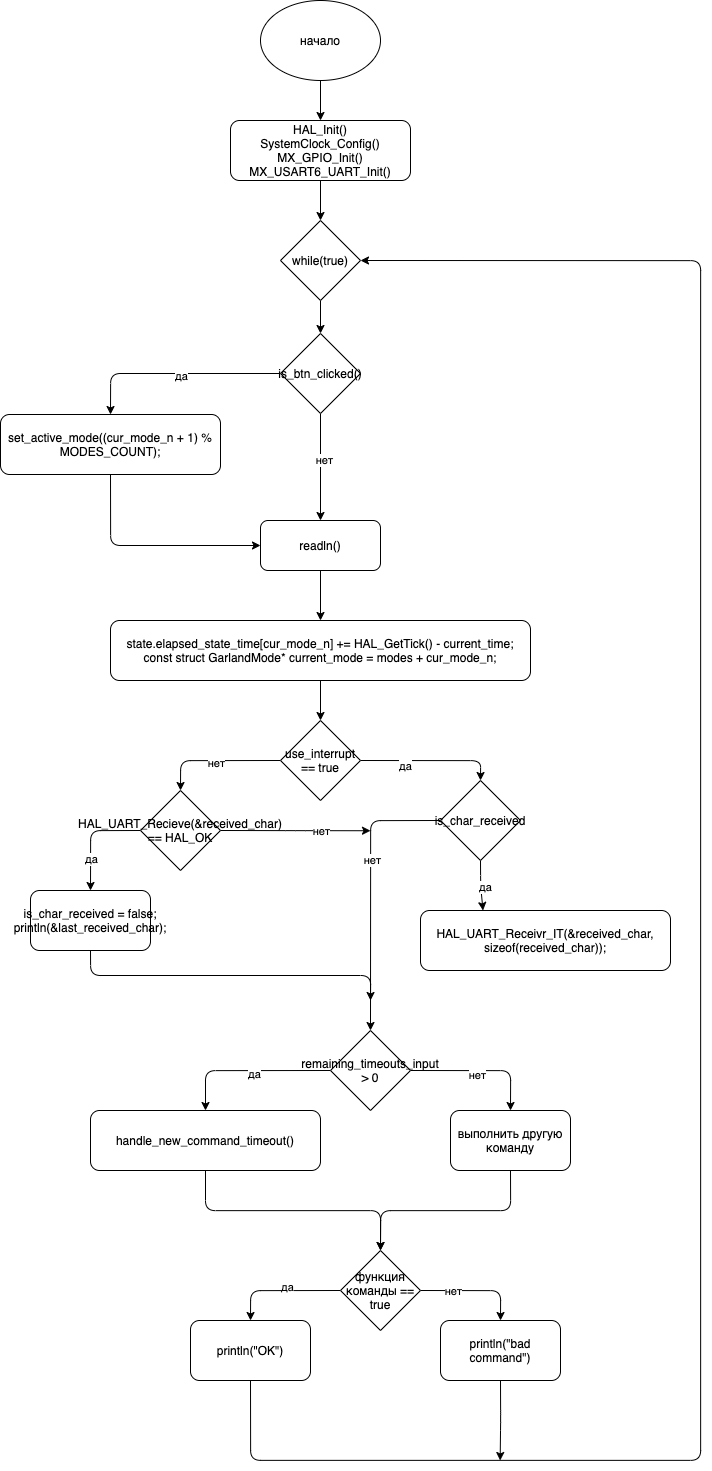 начало
HAL_Init()
SystemClock_Config()
MX_GPIO_Init()
MX_USART6_UART_Init()
while(true)
is_btn_clicked()
да
set_active_mode((cur_mode_n + 1) %
MODES_COUNT);
нет
readln()
state.elapsed_state_time[cur_mode_n] += HAL_GetTick() - current_time;
const struct GarlandMode* current_mode = modes + cur_mode_n;
use_interrupt
== true
нет
да
HAL_UART_Recieve(&received_char)
== HAL_OK
нет
is_char_received
да
нет
да
is_char_received = false;
println(&last_received_char);
HAL_UART_Receivr_IT(&received_char,
sizeof(received_char));
remaining_timeouts_input
> 0
да
нет
handle_new_command_timeout()
выполнить другую
команду
функция
команды ==
true
да
нет
println("OK")
println("bad
command")